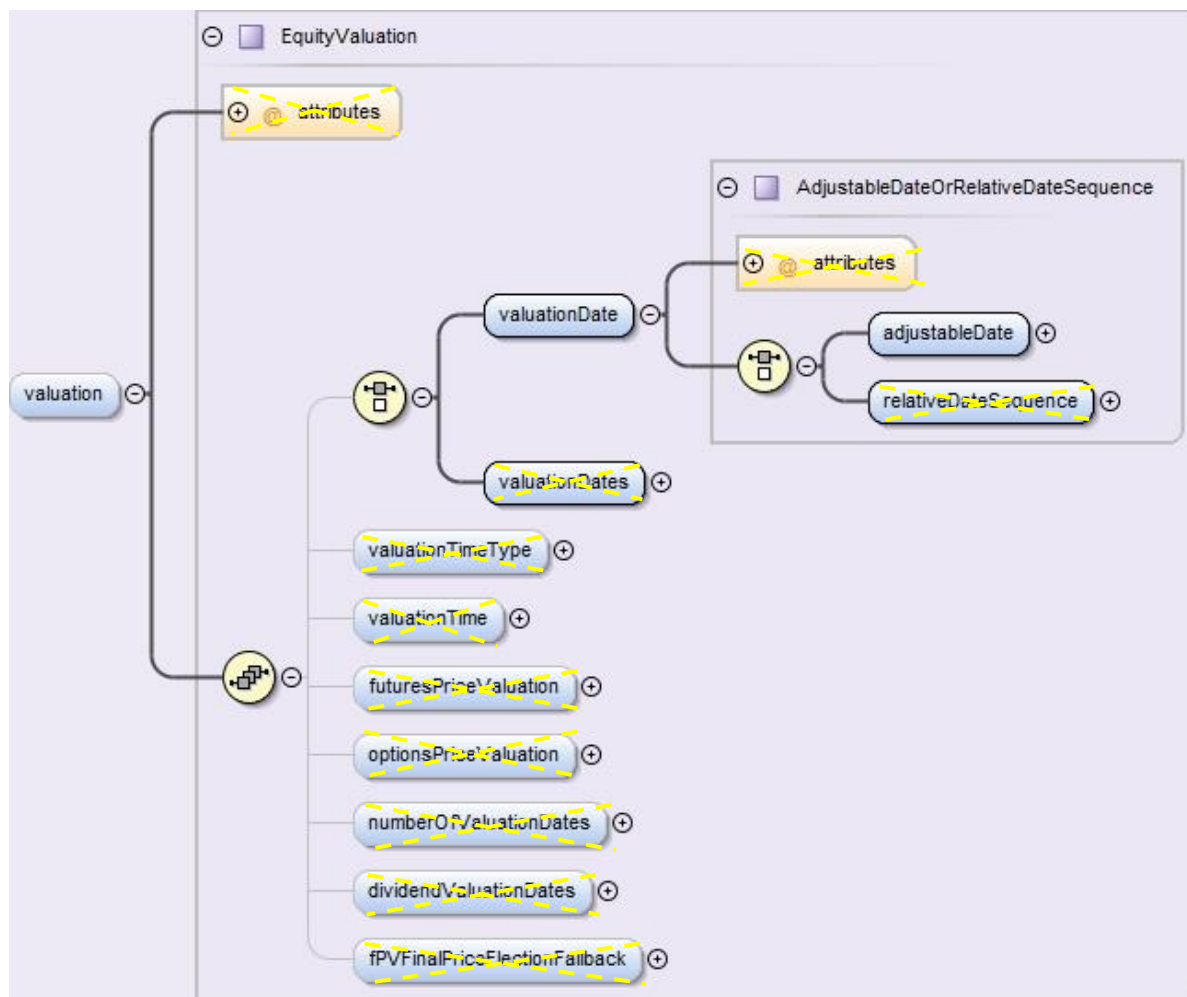 EquityValuation
@ attributes
AdjustableDateOrRelativeDateSequence
@ attributes
valuationDate
adjustableDate
valuation
relativeDateSequence
valuationDates
valuationTimeType
valuationTime
futuresPriceValuation
optionsPriceValuation
numberOfValuationDates
dividendValuationDates
fPVFinalPriceElectionFallback